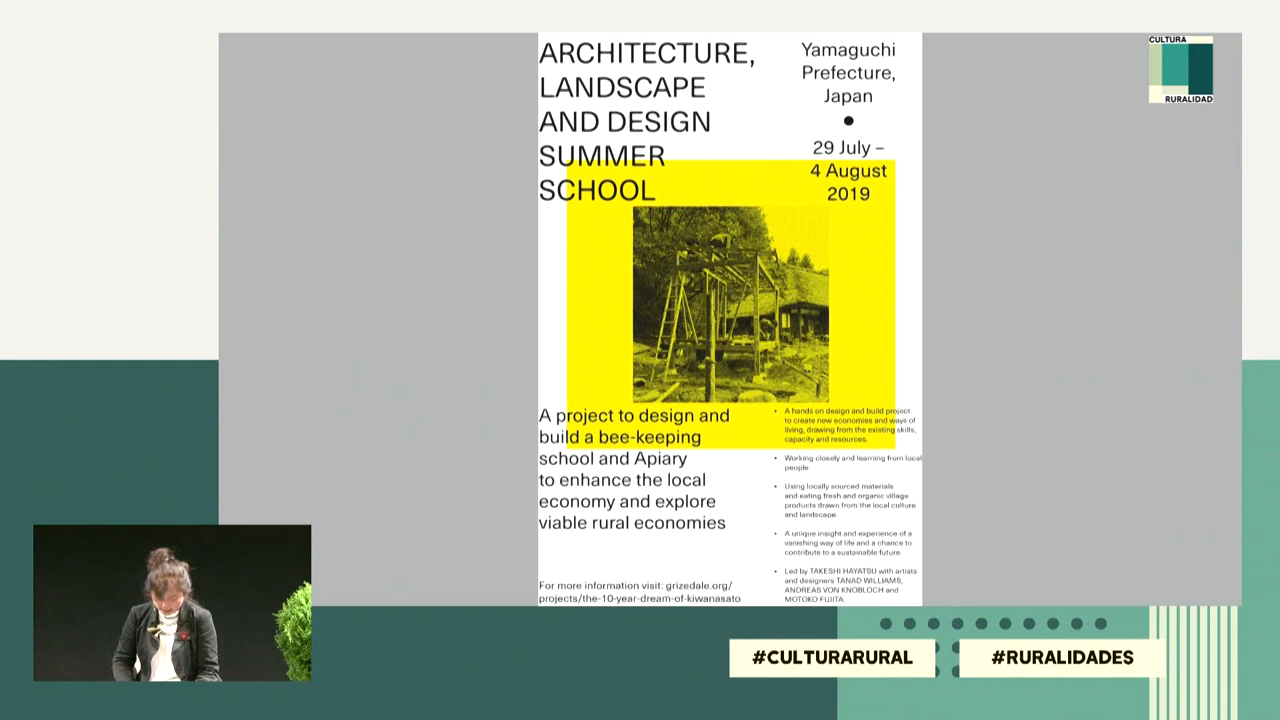 ARCHITECTURE,
LANDSCAPE
AND DESIGN
SUMMER
SCHOOL
Yamaguchi
Prefecture,
Japan
●
29 July –
4 August
2019
A project to design and
build a bee-keeping
school and Apiary
to enhance the local
economy and explore
viable rural economies
For more information visit: grizedale.org/
projects/the-10-year-dream-of-kiwanasato
• A hands on design and build project
to create new economies and ways of
living, drawing from the existing skills,
capacity and resources.
• Working closely and learning from local
people.
• Using locally sourced materials
and eating fresh and organic village
products drawn from the local culture
and landscape.
• A unique insight and experience of a
vanishing way of life and a chance to
contribute to a sustainable future.
• Led by TAKESHI HAYATSU with artists
and designers TANAD WILLIAMS,
ANDREAS VON KNOBLOCH and
MOTOKO FUJITA.
CULTURA
RURALIDAD
#CULTURARURAL
#RURALIDADES